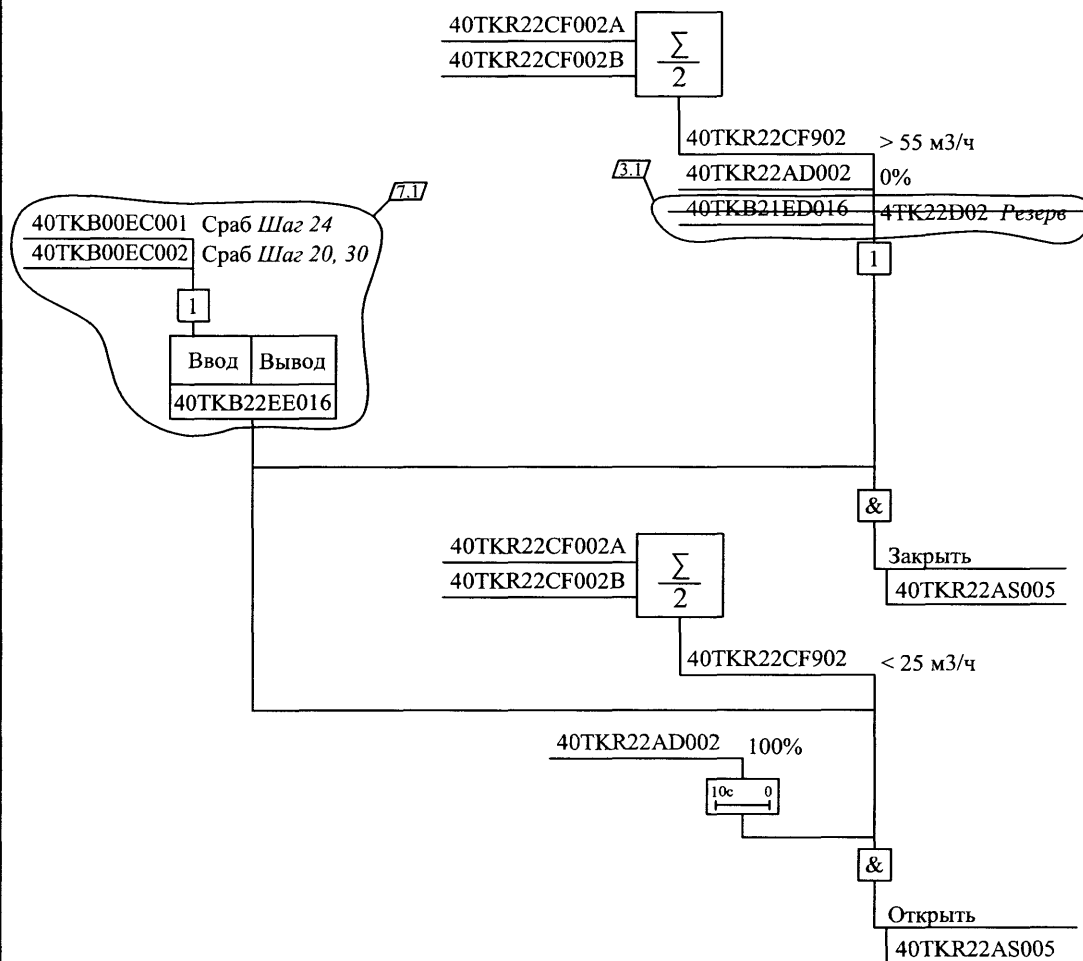 40TKR22CF002A
40TKR22CF002B
Σ
2
40TKR22CF902 > 55 м3/ч
3.1
40TKR22AD002 0%
7.1
40TKB21ED016 4TK22D02 Резерв
40TKB00EC001 Сраб Шаг 24
40TKB00EC002 Сраб Шаг 20, 30
1
1
Ввод Вывод
40TKB22EE016
&
40TKR22CF002A
40TKR22CF002B
Σ
2
Закрыть
40TKR22AS005
40TKR22CF902 < 25 м3/ч
40TKR22AD002 100%
10с 0
&
Открыть
40TKR22AS005